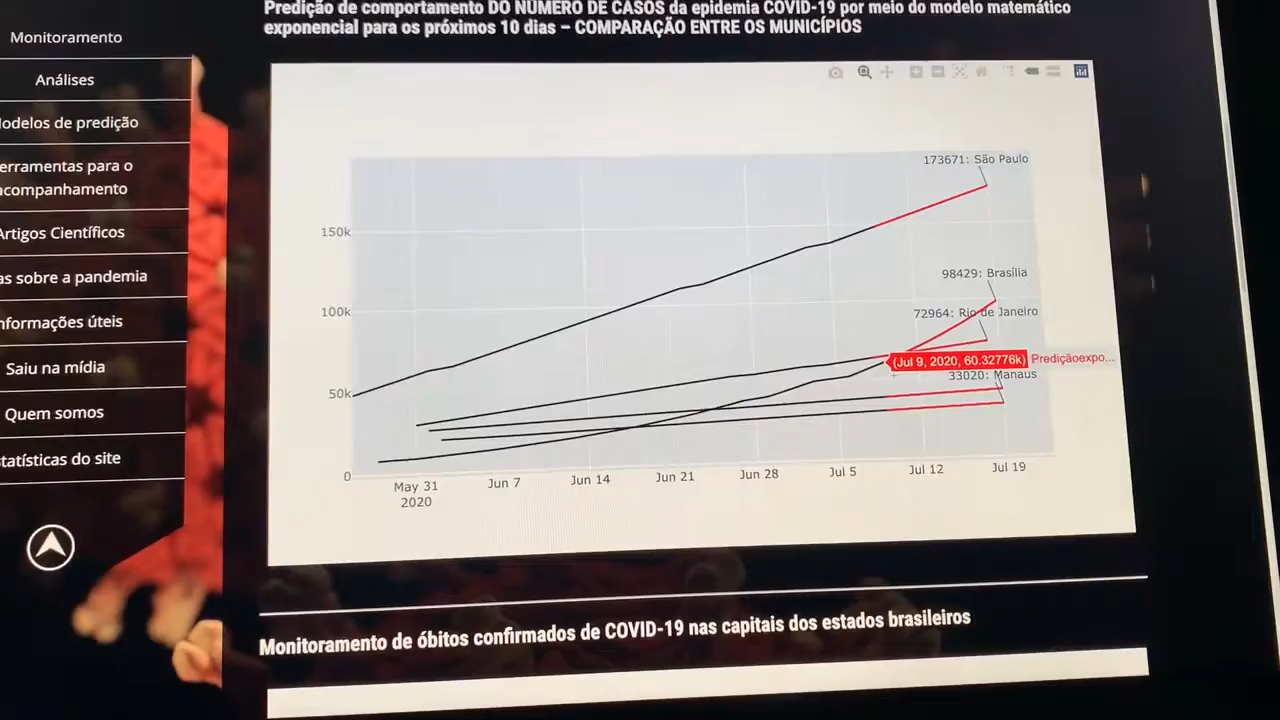 Predição de comportamento DO NÚMERO DE CASOS da epidemia COVID-19 por meio do modelo matemático
exponencial para os próximos 10 dias – COMPARAÇÃO ENTRE OS MUNICÍPIOS
Monitoramento
Análises
odelos de predição
erramentas para o
acompanhamento
Artigos Científicos
as sobre a pandemia
nformações úteis
Saiu na mídia
Quem somos
tatísticas do site
173671: São Paulo
150k
98429: Brasília
100k
72964: Rio de Janeiro
(Jul 9, 2020, 60.32776k)
Prediçãoexpo...
33020: Manaus
50k
0
May 31
2020
Jun 7
Jun 14
Jun 21
Jun 28
Jul 5
Jul 12
Jul 19
Monitoramento de óbitos confirmados de COVID-19 nas capitais dos estados brasileiros